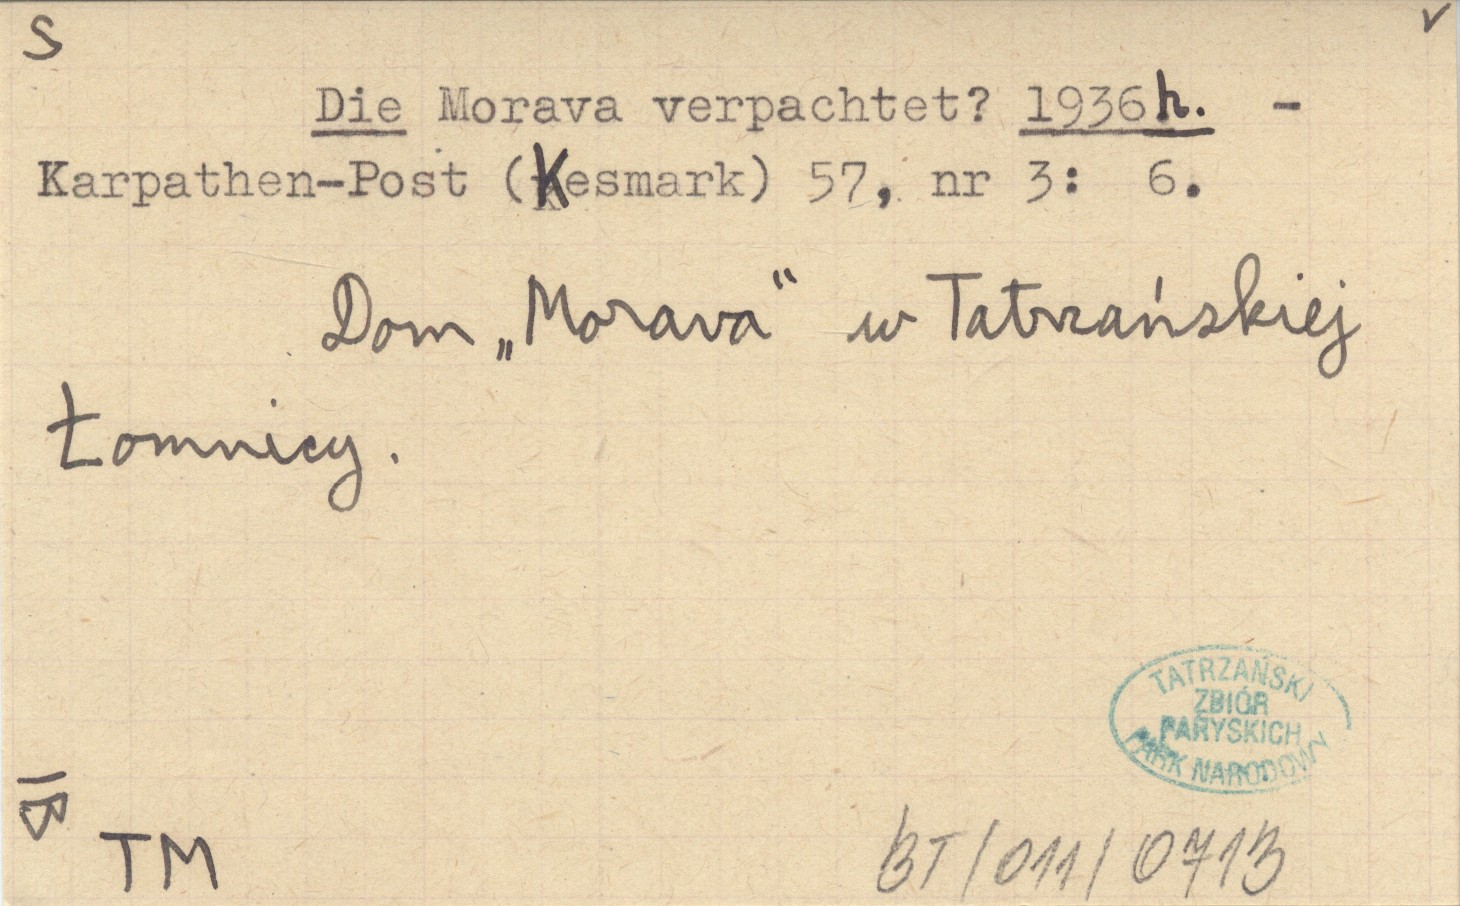 S
v
Die Morava verpachtet? 1936h. -
Karpathen-Post (Kesmark) 57, nr 3: 6.
Dom „Morava“ w Tatrzańskiej
Łomnicy.
TATRZAŃSKI
ZBIÓR
PARYSKICH
PARK NARODOWY
TM
BT/011/0713